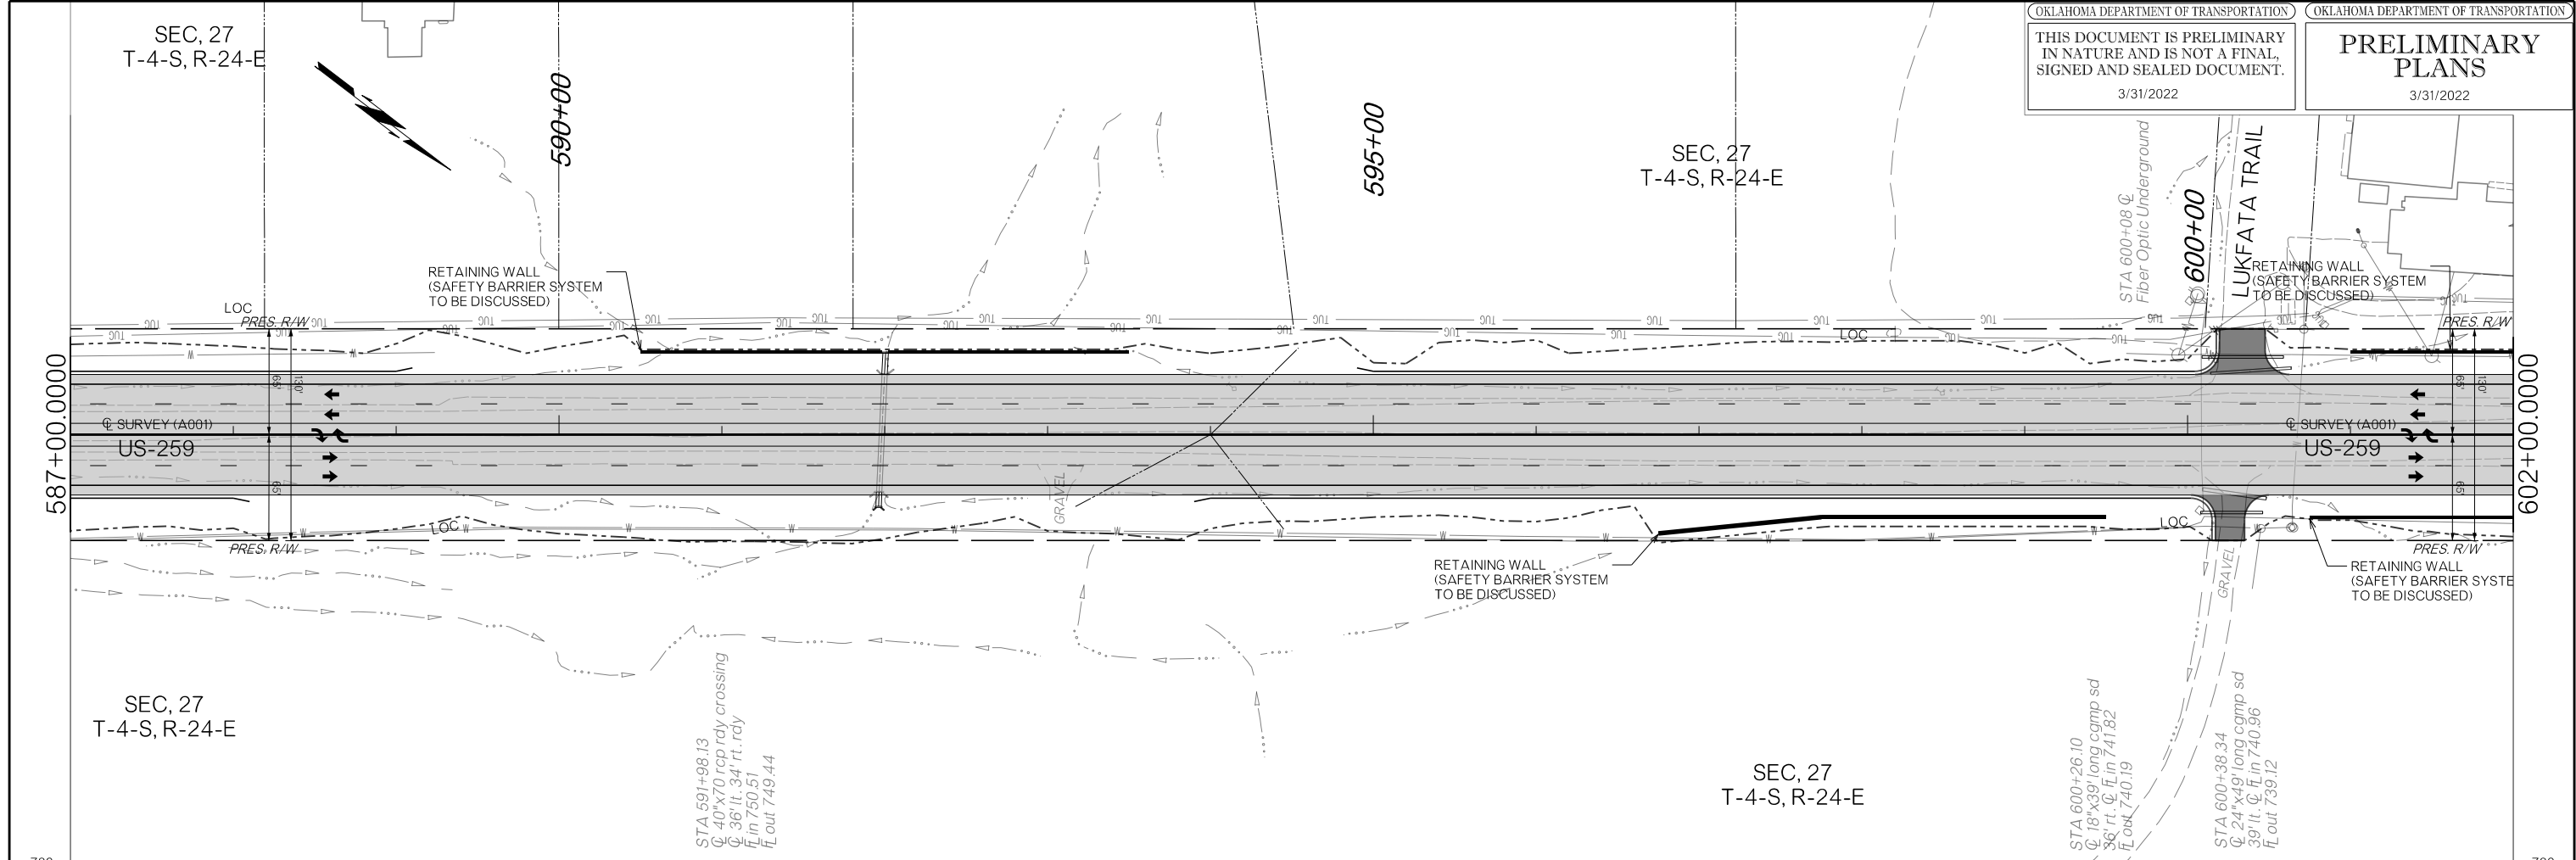 OKLAHOMA DEPARTMENT OF TRANSPORTATION
THIS DOCUMENT IS PRELIMINARY
IN NATURE AND IS NOT A FINAL,
SIGNED AND SEALED DOCUMENT.
3/31/2022
OKLAHOMA DEPARTMENT OF TRANSPORTATION
PRELIMINARY
PLANS
3/31/2022
SEC, 27
T-4-S, R-24-E
590+00
595+00
SEC, 27
T-4-S, R-24-E
STA 600+08 ℄
Fiber Optic Underground
600+00
LUKFATA TRAIL
RETAINING WALL
(SAFETY BARRIER SYSTEM
TO BE DISCUSSED)
RETAINING WALL
(SAFETY BARRIER SYSTEM
TO BE DISCUSSED)
LOC
PRES. R/W
LOC
PRES. R/W
587+00.0000
65'
130'
℄ SURVEY (A001)
US-259
65'
65'
130'
℄ SURVEY (A001)
US-259
65'
602+00.0000
GRAVEL
LOC
PRES. R/W
LOC
PRES. R/W
RETAINING WALL
(SAFETY BARRIER SYSTEM
TO BE DISCUSSED)
GRAVEL
RETAINING WALL
(SAFETY BARRIER SYSTE
TO BE DISCUSSED)
SEC, 27
T-4-S, R-24-E
STA 591+98.13
℄ 40"x70 rcp rdy crossing
℄ 36' lt. 34' rt. rdy
FL in 750.51
FL out 749.44
SEC, 27
T-4-S, R-24-E
STA 600+26.10
℄ 18"x39' long cgmp sd
36' rt. ℄ FL in 741.82
FL out 740.19
STA 600+38.34
℄ 24"x49' long cgmp sd
39' lt. ℄ FL in 740.96
FL out 739.12